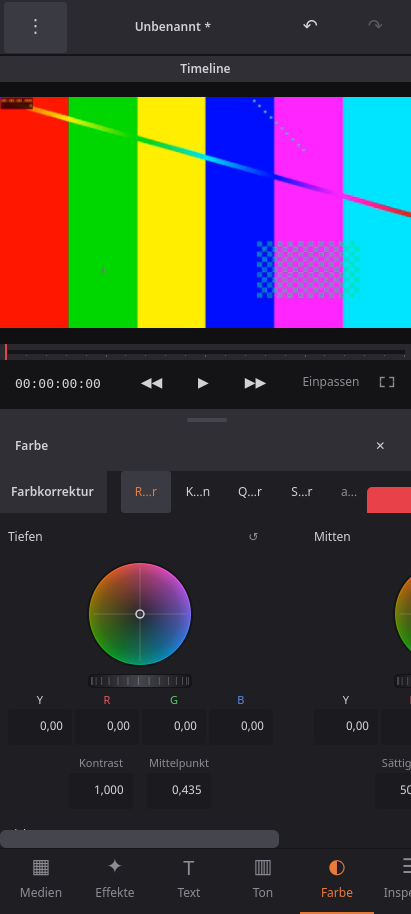 Unbenannt *
Timeline
00:00:00:00
Einpassen
Farbe
Farbkorrektur
R...r
K...n
Q...r
S...r
a...
Tiefen
Mitten
Y R G B
Y
0,00 0,00 0,00 0,00
0,00
Kontrast Mittelpunkt
Sättig
1,000 0,435
50
Medien Effekte Text Ton Farbe Inspe